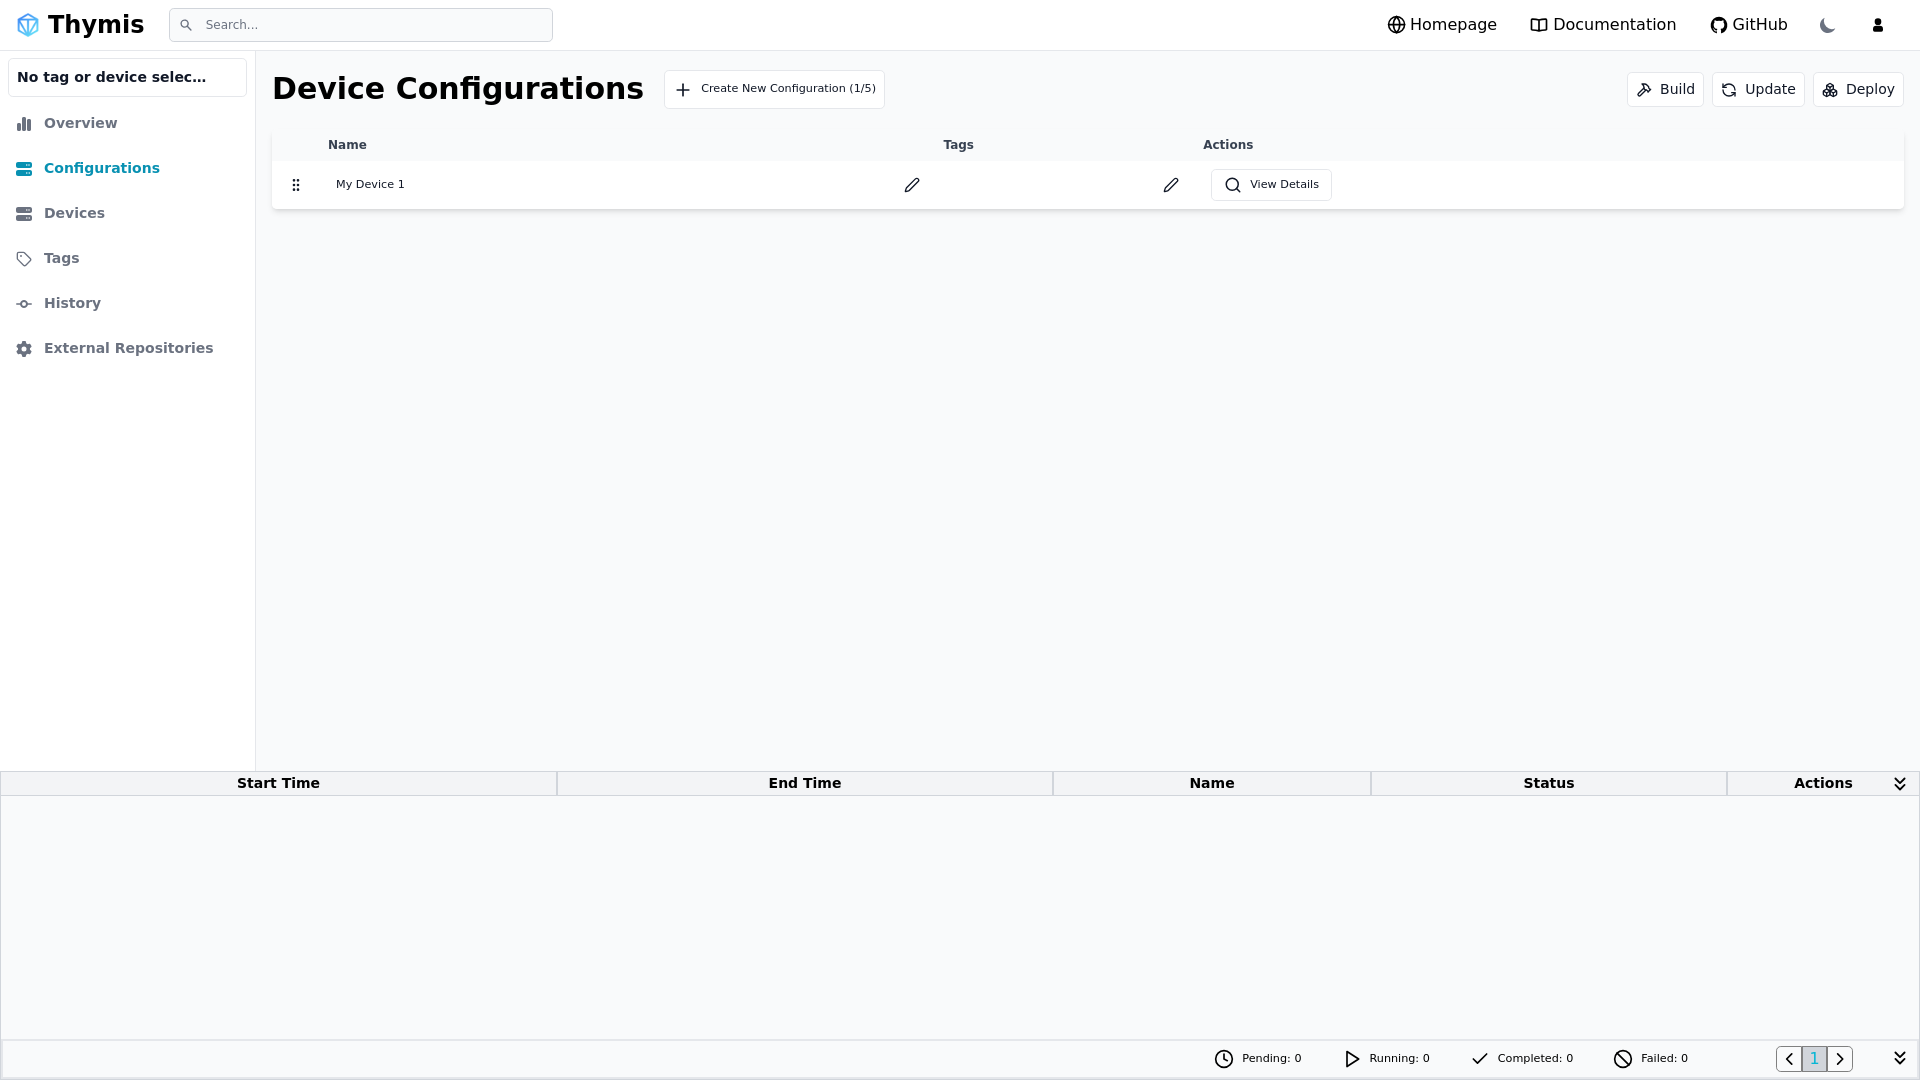 Thymis
Search...
Homepage
Documentation
GitHub
No tag or device selec...
Overview
Configurations
Devices
Tags
History
External Repositories
Device Configurations
Create New Configuration (1/5)
Build
Update
Deploy
Name Tags Actions
My Device 1 View Details
Start Time End Time Name Status Actions
Pending: 0 Running: 0 Completed: 0 Failed: 0 1